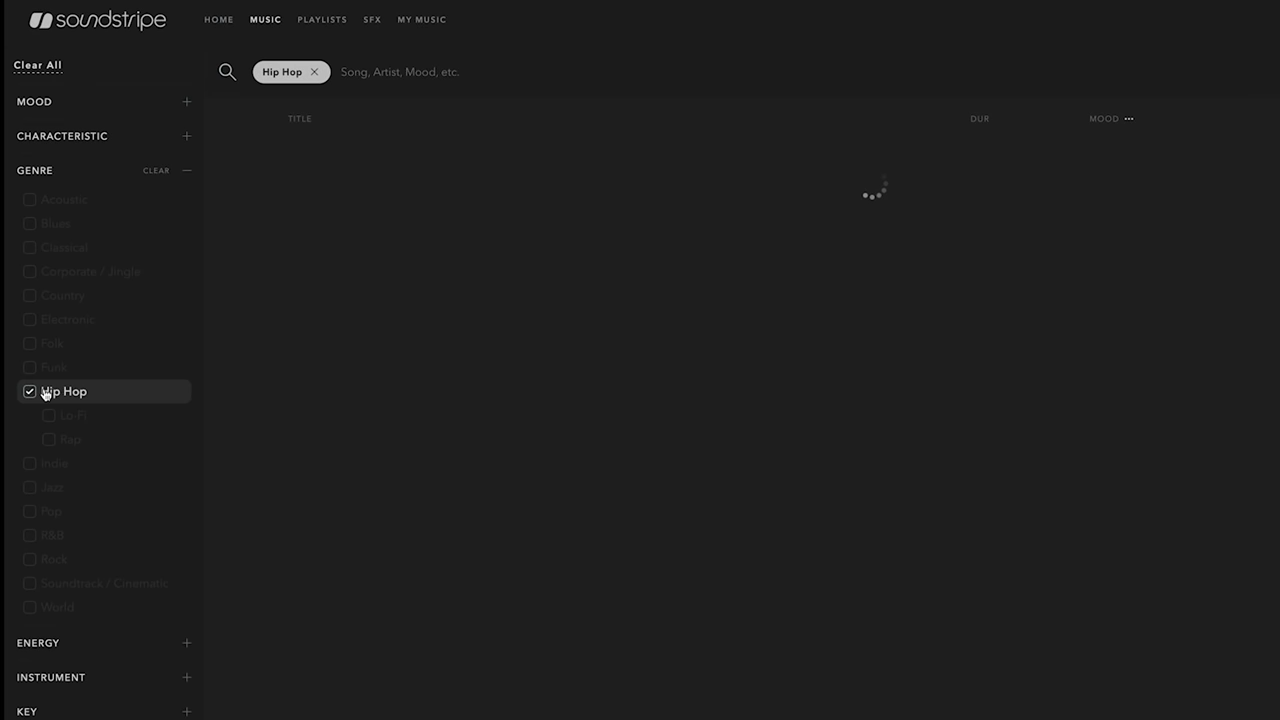 soundstripe
HOME MUSIC PLAYLISTS SFX MY MUSIC
Clear All
Hip Hop Song, Artist, Mood, etc.
MOOD
TITLE DUR MOOD
CHARACTERISTIC
GENRE CLEAR
Acoustic
Blues
Classical
Corporate / Jingle
Country
Electronic
Folk
Funk
Hip Hop
Lo-Fi
Rap
Indie
Jazz
Pop
R&B
Rock
Soundtrack / Cinematic
World
ENERGY
INSTRUMENT
KEY